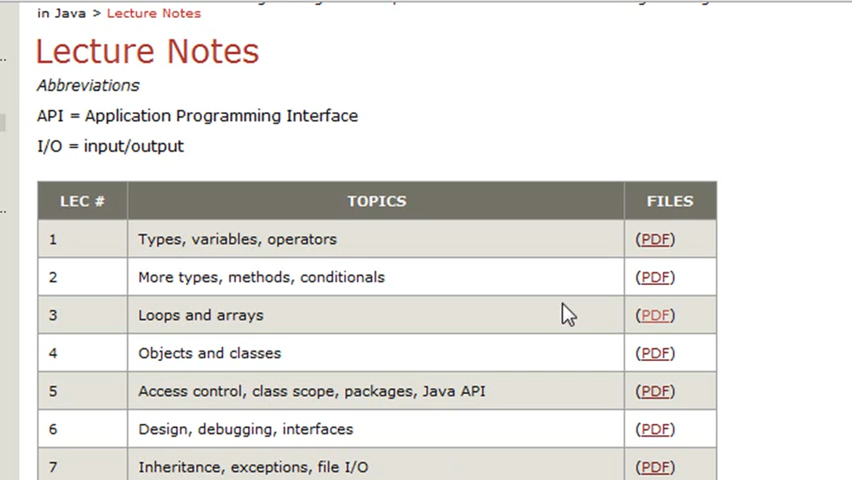 in Java > Lecture Notes
Lecture Notes
Abbreviations
API = Application Programming Interface
I/O = input/output
LEC # TOPICS FILES
1 Types, variables, operators (PDF)
2 More types, methods, conditionals (PDF)
3 Loops and arrays (PDF)
4 Objects and classes (PDF)
5 Access control, class scope, packages, Java API (PDF)
6 Design, debugging, interfaces (PDF)
7 Inheritance, exceptions, file I/O (PDF)